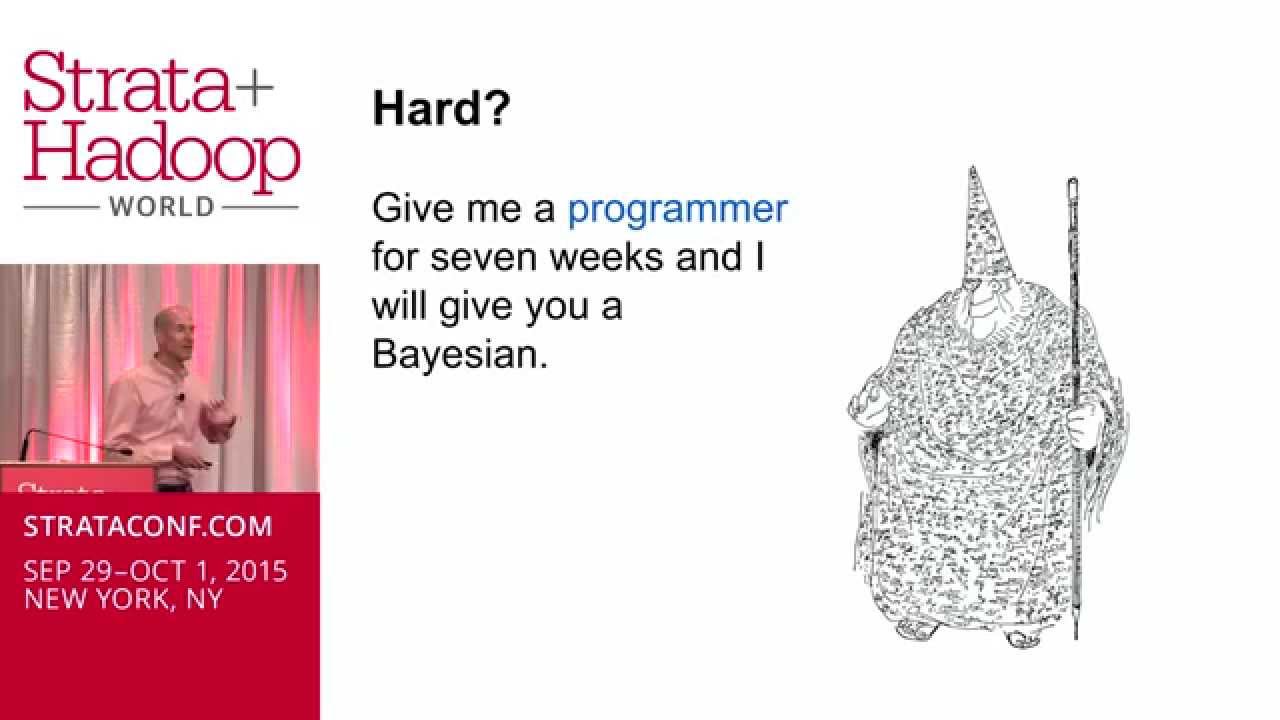 Strata+
Hadoop
WORLD
Hard?
Give me a programmer
for seven weeks and I
will give you a
Bayesian.
Strata
STRATACONF.COM
SEP 29–OCT 1, 2015
NEW YORK, NY